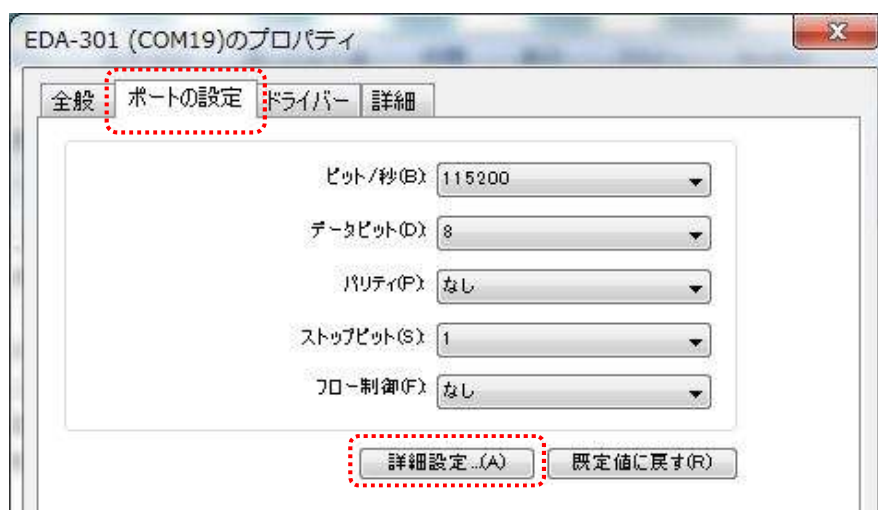 EDA-301 (COM19)のプロパティ
全般 ポートの設定 ドライバー 詳細
ビット/秒(B): 115200
データビット(D): 8
パリティ(P): なし
ストップビット(S): 1
フロー制御(F): なし
詳細設定...(A) 既定値に戻す(R)